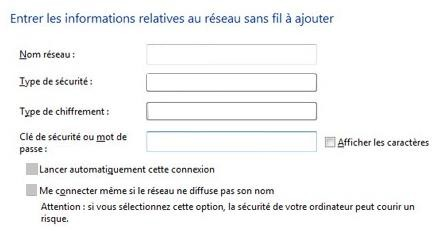 Entrer les informations relatives au réseau sans fil à ajouter
Nom réseau :
Type de sécurité :
Type de chiffrement :
Clé de sécurité ou mot de
passe :
Afficher les caractères
Lancer automatiquement cette connexion
Me connecter même si le réseau ne diffuse pas son nom
Attention : si vous sélectionnez cette option, la sécurité de votre ordinateur peut courir un
risque.